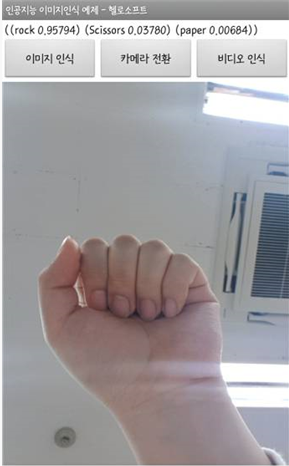 인공지능 이미지인식 예제 - 헬로소프트
((rock 0.95794) (Scissors 0.03780) (paper 0.00684))
이미지 인식
카메라 전환
비디오 인식